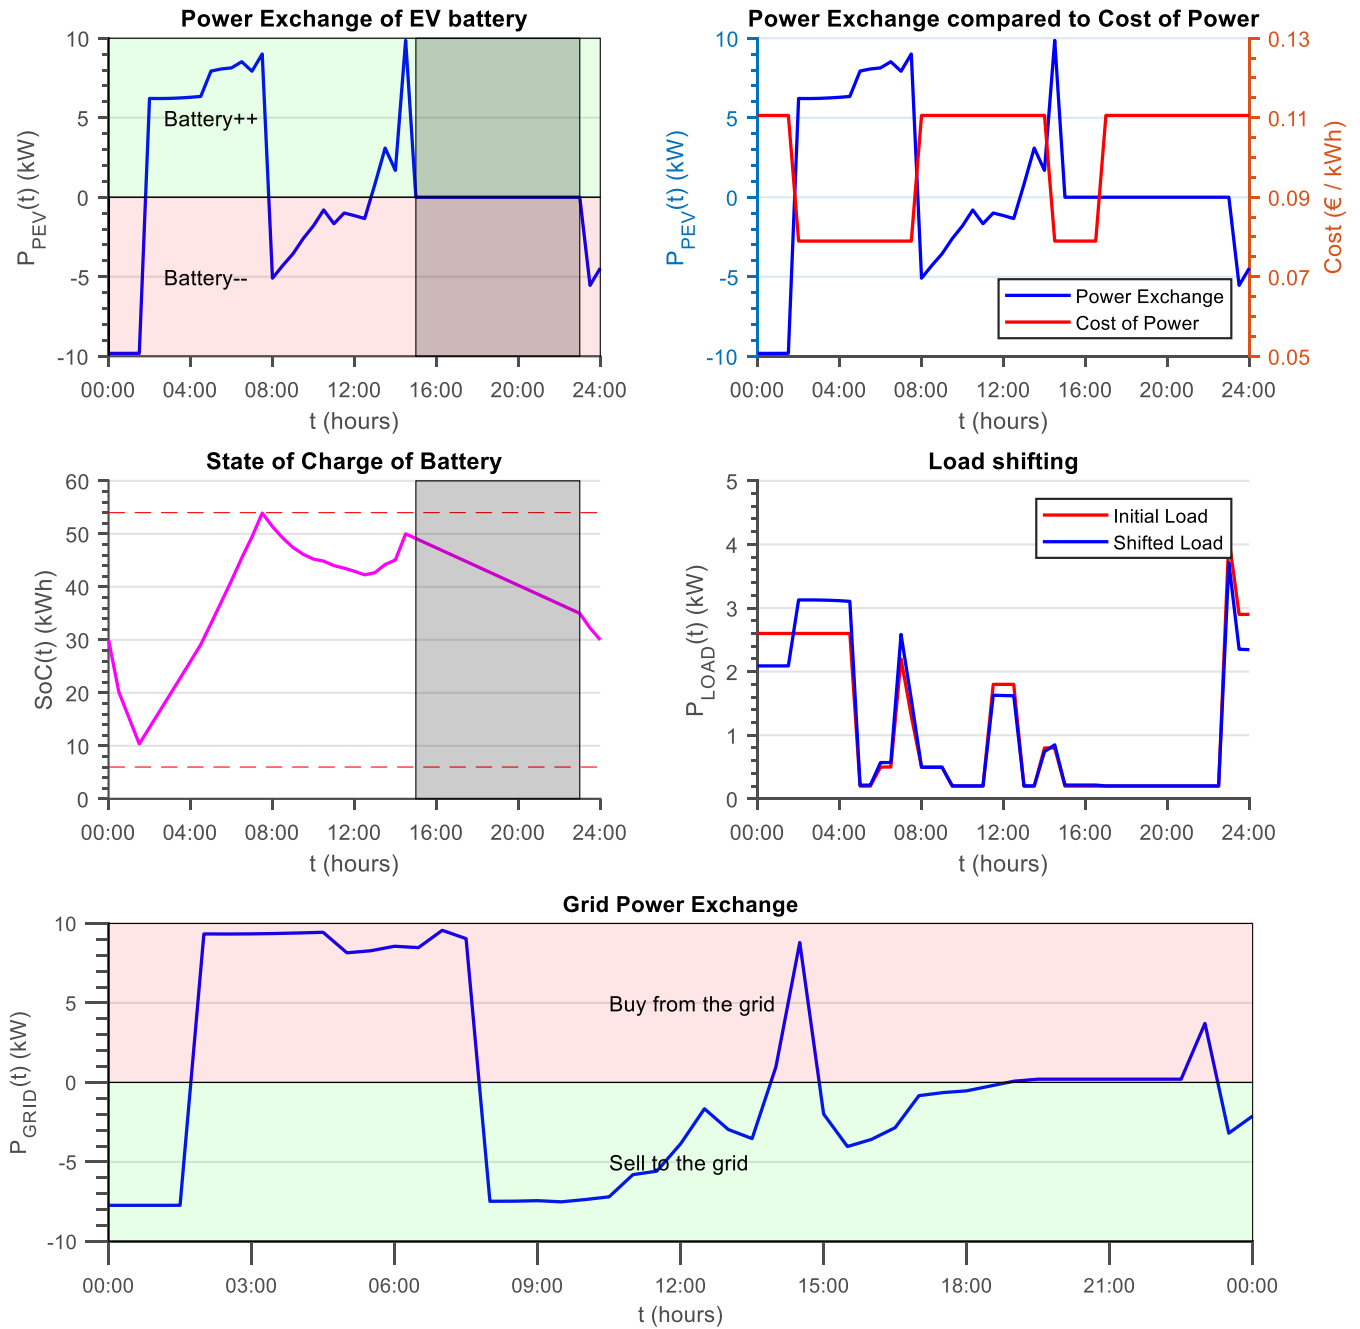 Power Exchange of EV battery
10
5
0
-5
-10
P_PEV(t) (kW)
Battery++
Battery--
00:00 04:00 08:00 12:00 16:00 20:00 24:00
t (hours)
Power Exchange compared to Cost of Power
10
5
0
-5
-10
P_PEV(t) (kW)
0.13
0.11
0.09
0.07
0.05
Cost (€ / kWh)
Power Exchange
Cost of Power
00:00 04:00 08:00 12:00 16:00 20:00 24:00
t (hours)
State of Charge of Battery
60
50
40
30
20
10
0
SoC(t) (kWh)
00:00 04:00 08:00 12:00 16:00 20:00 24:00
t (hours)
Load shifting
5
4
3
2
1
0
P_LOAD(t) (kW)
Initial Load
Shifted Load
00:00 04:00 08:00 12:00 16:00 20:00 24:00
t (hours)
Grid Power Exchange
10
5
0
-5
-10
P_GRID(t) (kW)
Buy from the grid
Sell to the grid
00:00 03:00 06:00 09:00 12:00 15:00 18:00 21:00 00:00
t (hours)